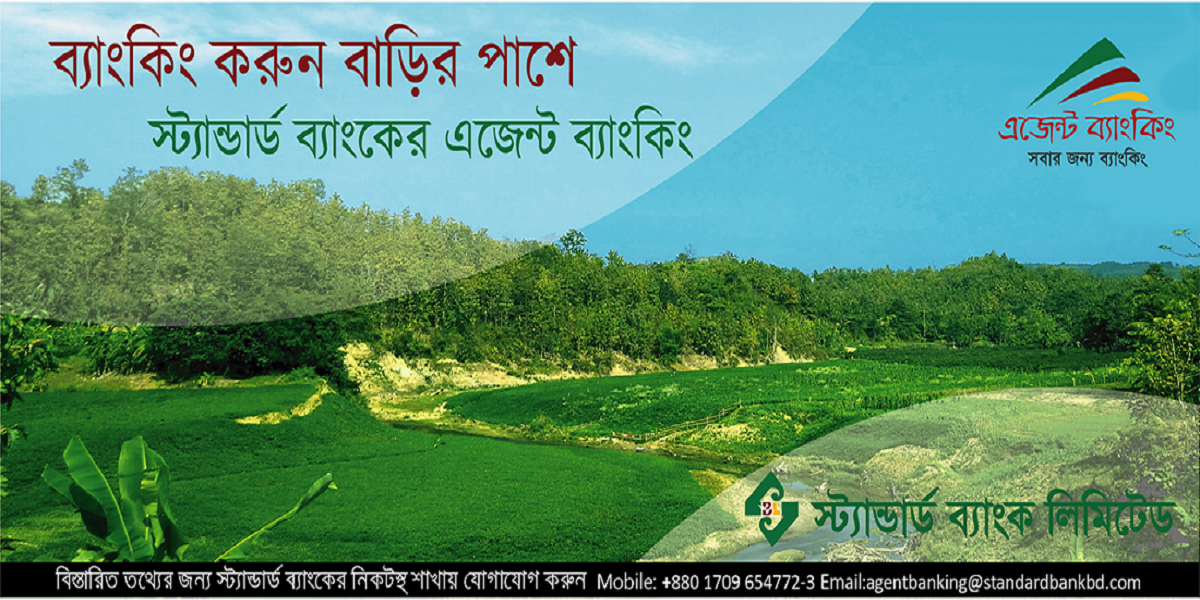 ব্যাংকিং করুন বাড়ির পাশে
স্ট্যান্ডার্ড ব্যাংকের এজেন্ট ব্যাংকিং
এজেন্ট ব্যাংকিং
সবার জন্য ব্যাংকিং
স্ট্যান্ডার্ড ব্যাংক লিমিটেড
বিস্তারিত তথ্যের জন্য স্ট্যান্ডার্ড ব্যাংকের নিকটস্থ শাখায় যোগাযোগ করুন Mobile: +880 1709 654772-3 Email:agentbanking@standardbankbd.com